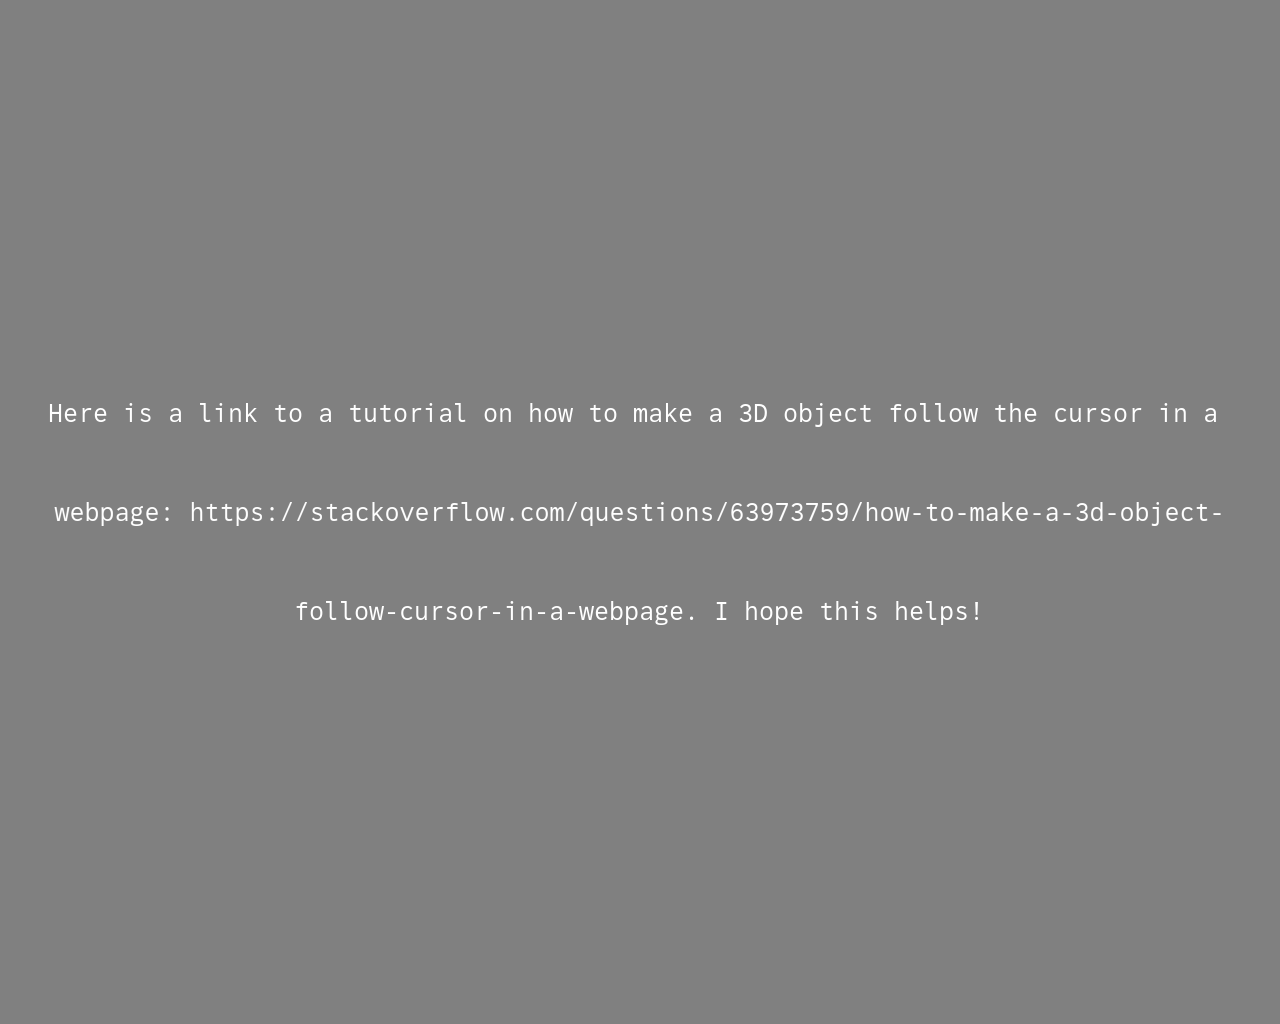 Here is a link to a tutorial on how to make a 3D object follow the cursor in a
webpage: https://stackoverflow.com/questions/63973759/how-to-make-a-3d-object-
follow-cursor-in-a-webpage. I hope this helps!